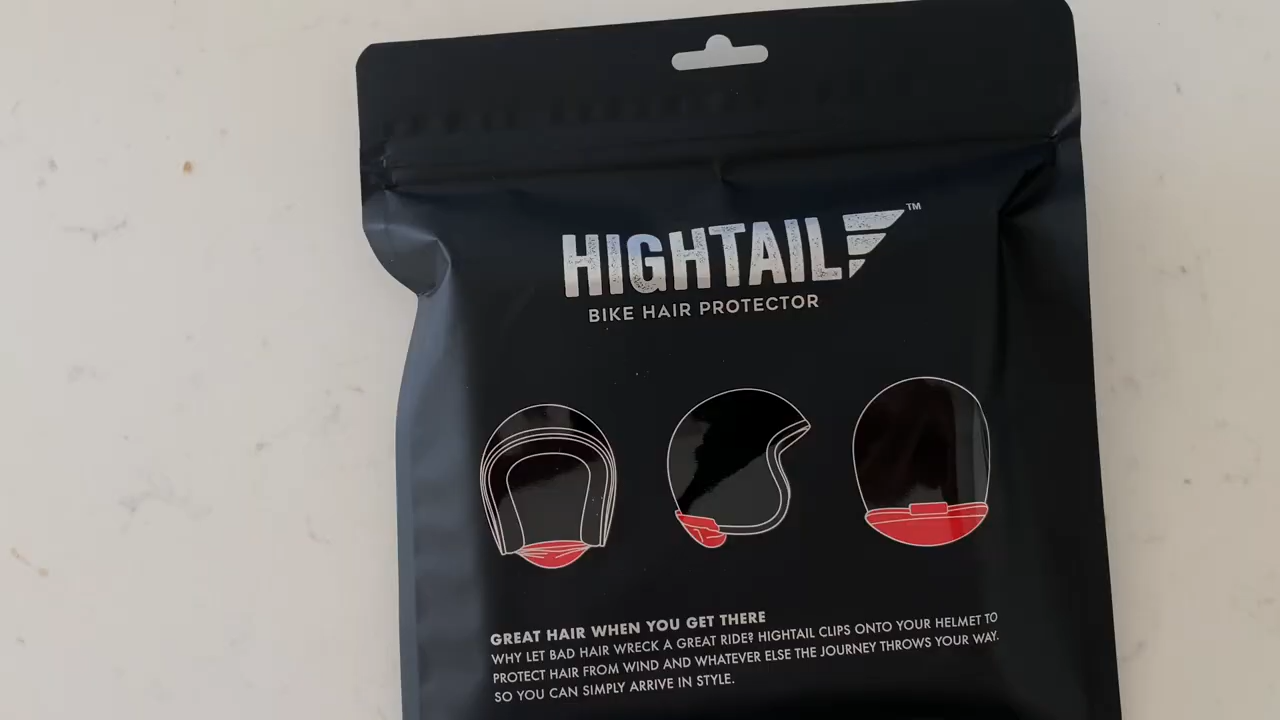 HIGHTAIL™
BIKE HAIR PROTECTOR
GREAT HAIR WHEN YOU GET THERE
WHY LET BAD HAIR WRECK A GREAT RIDE? HIGHTAIL CLIPS ONTO YOUR HELMET TO
PROTECT HAIR FROM WIND AND WHATEVER ELSE THE JOURNEY THROWS YOUR WAY.
SO YOU CAN SIMPLY ARRIVE IN STYLE.